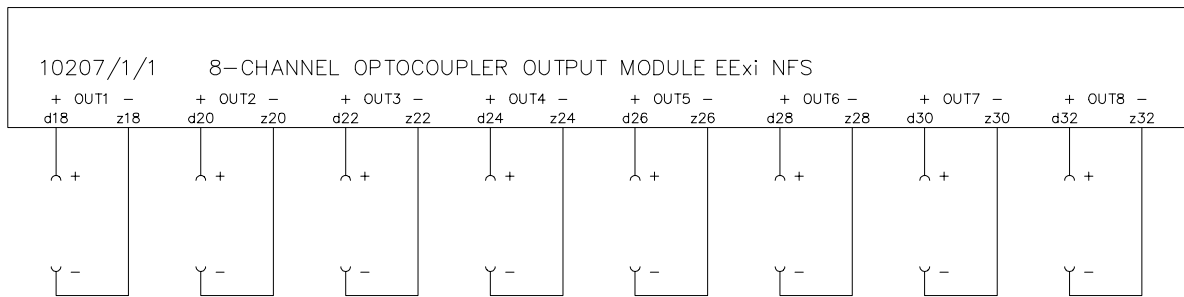 10207/1/1 8-CHANNEL OPTOCOUPLER OUTPUT MODULE EExi NFS
+ OUT1 - + OUT2 - + OUT3 - + OUT4 - + OUT5 - + OUT6 - + OUT7 - + OUT8 -
d18 z18 d20 z20 d22 z22 d24 z24 d26 z26 d28 z28 d30 z30 d32 z32
+ + + + + + + +
- - - - - - - -